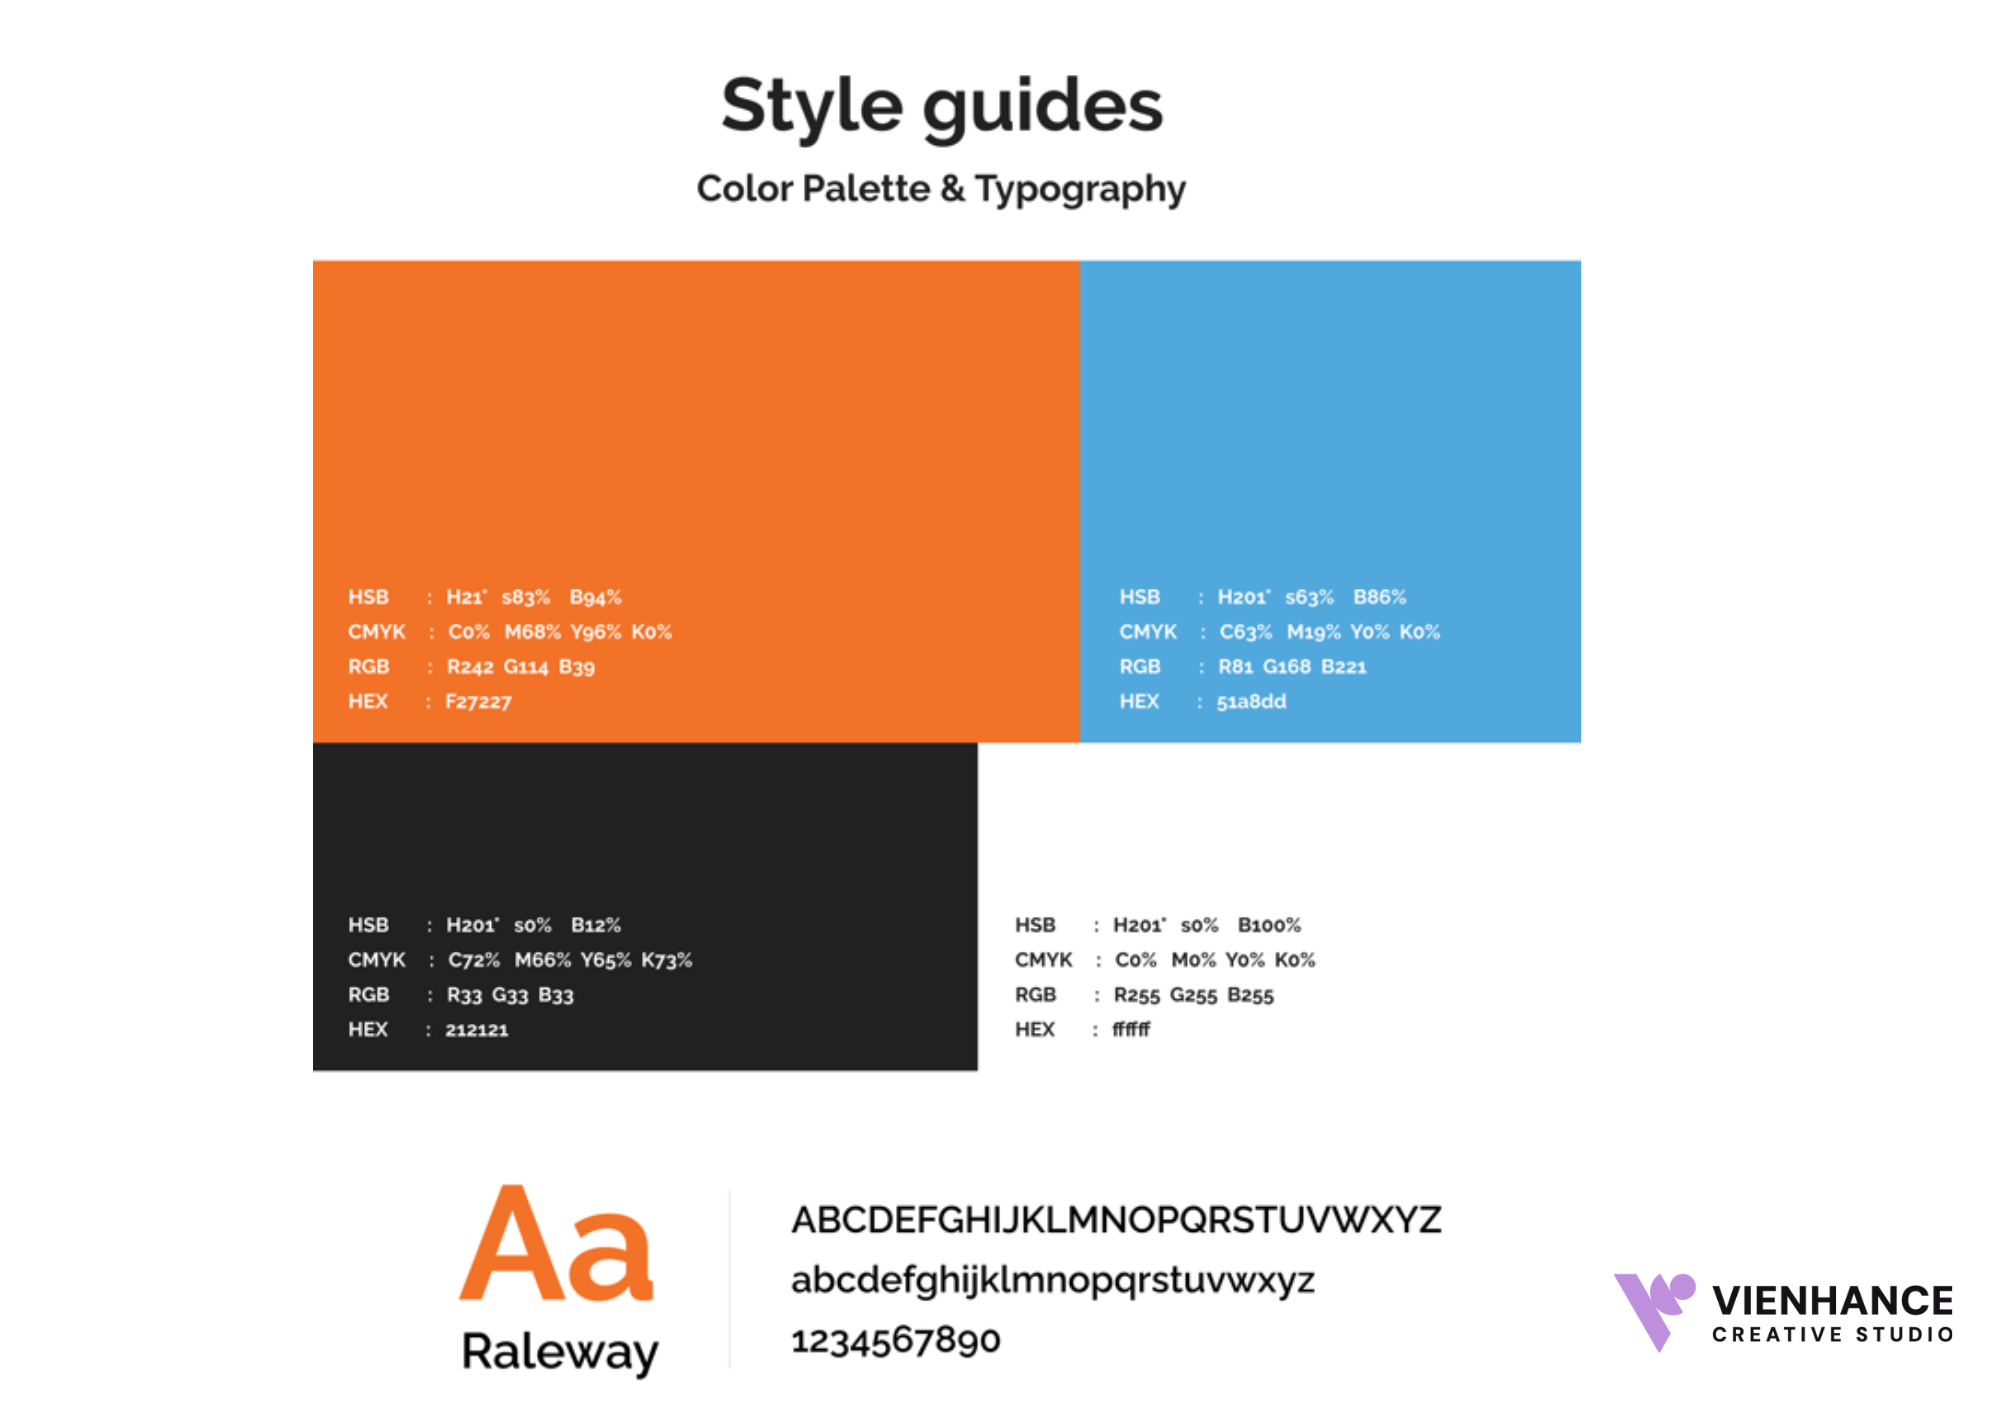 Style guides
Color Palette & Typography
HSB : H21° s83% B94%
CMYK : C0% M68% Y96% K0%
RGB : R242 G114 B39
HEX : F27227
HSB : H201° s63% B86%
CMYK : C63% M19% Y0% K0%
RGB : R81 G168 B221
HEX : 51a8dd
HSB : H201° s0% B12%
CMYK : C72% M66% Y65% K73%
RGB : R33 G33 B33
HEX : 212121
HSB : H201° s0% B100%
CMYK : C0% M0% Y0% K0%
RGB : R255 G255 B255
HEX : ffffff
Aa
Raleway
ABCDEFGHIJKLMNOPQRSTUVWXYZ
abcdefghijklmnopqrstuvwxyz
1234567890
VIENHANCE
CREATIVE STUDIO